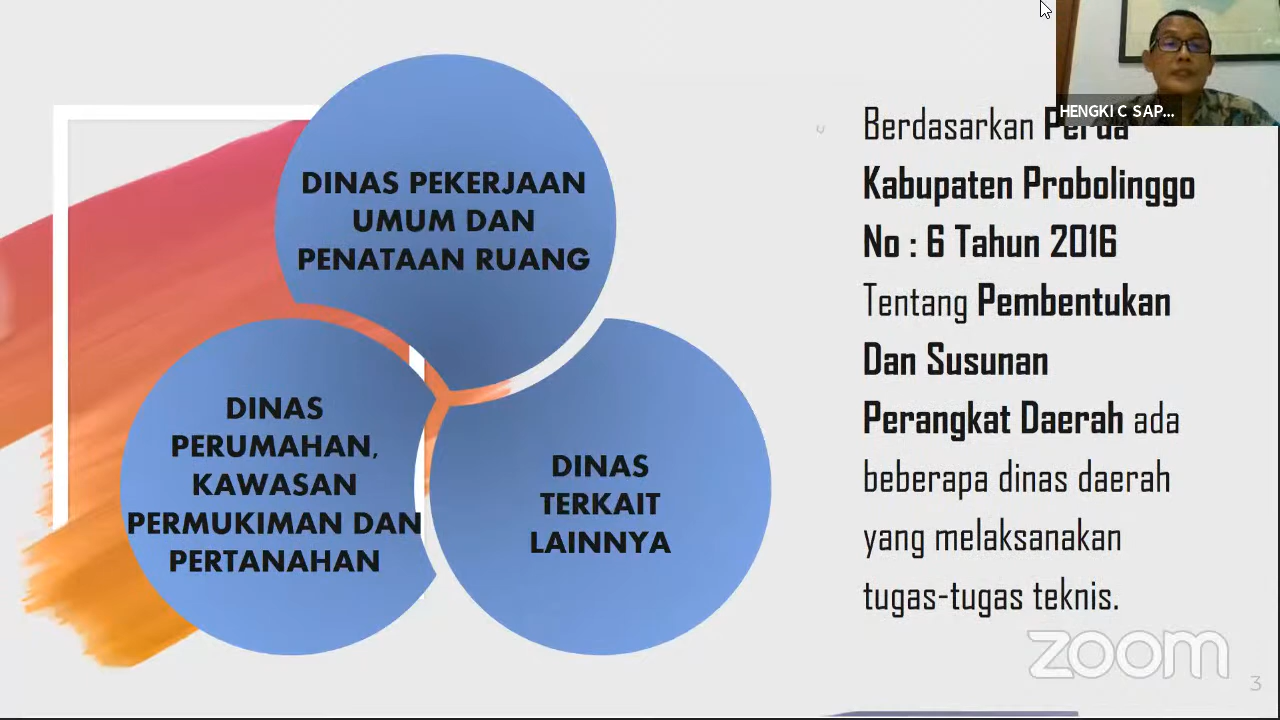 DINAS PEKERJAAN
UMUM DAN
PENATAAN RUANG
DINAS
PERUMAHAN,
KAWASAN
PERMUKIMAN DAN
PERTANAHAN
DINAS
TERKAIT
LAINNYA
HENGKI C SAP...
Berdasarkan Perda
Kabupaten Probolinggo
No : 6 Tahun 2016
Tentang Pembentukan
Dan Susunan
Perangkat Daerah ada
beberapa dinas daerah
yang melaksanakan
tugas-tugas teknis.
zoom
3